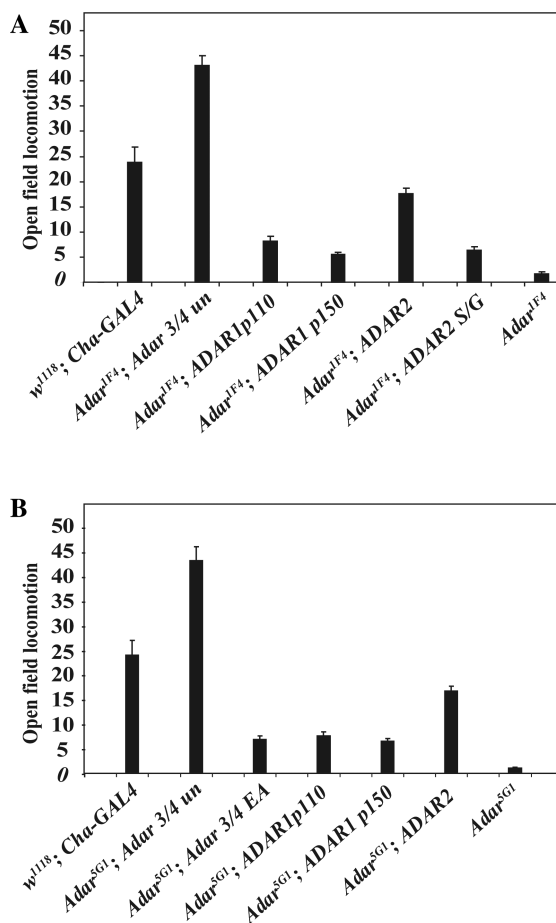 A
Open field locomotion
50
45
40
35
30
25
20
15
10
5
0
w1118; Cha-GAL4
Adar1F4; Adar 3/4 un
Adar1F4; ADAR1p110
Adar1F4; ADAR1 p150
Adar1F4; ADAR2
Adar1F4; ADAR2 S/G
Adar1F4
B
Open field locomotion
50
45
40
35
30
25
20
15
10
5
0
w1118; Cha-GAL4
Adar5G1; Adar 3/4 un
Adar5G1; Adar 3/4 EA
Adar5G1; ADAR1p110
Adar5G1; ADAR1 p150
Adar5G1; ADAR2
Adar5G1